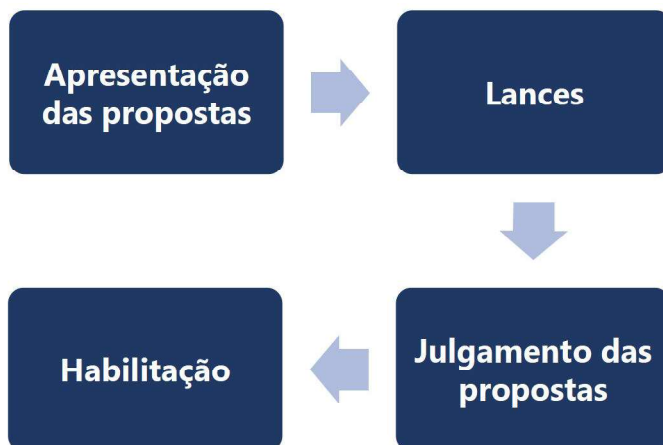 Apresentação
das propostas
Lances
Julgamento das
propostas
Habilitação